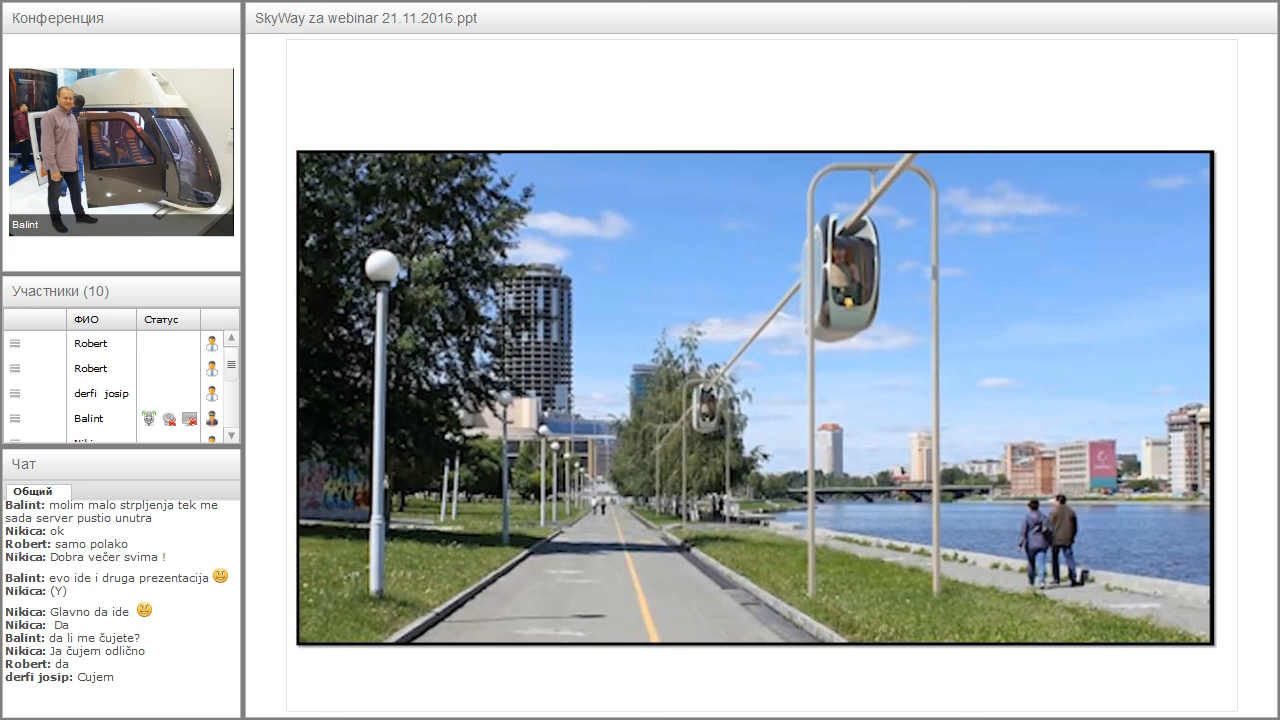 Конференция
Balint
Участники (10)
ФИО Статус
Robert
Robert
derfi josip
Balint
Чат
Общий
Balint: molim malo strpljenja tek me
sada server pustio unutra
Nikica: ok
Robert: samo polako
Nikica: Dobra večer svima !
Balint: evo ide i druga prezentacija
Nikica: (Y)
Nikica: Glavno da ide
Nikica: Da
Balint: da li me čujete?
Nikica: Ja čujem odlično
Robert: da
derfi josip: Cujem
SkyWay za webinar 21.11.2016.ppt